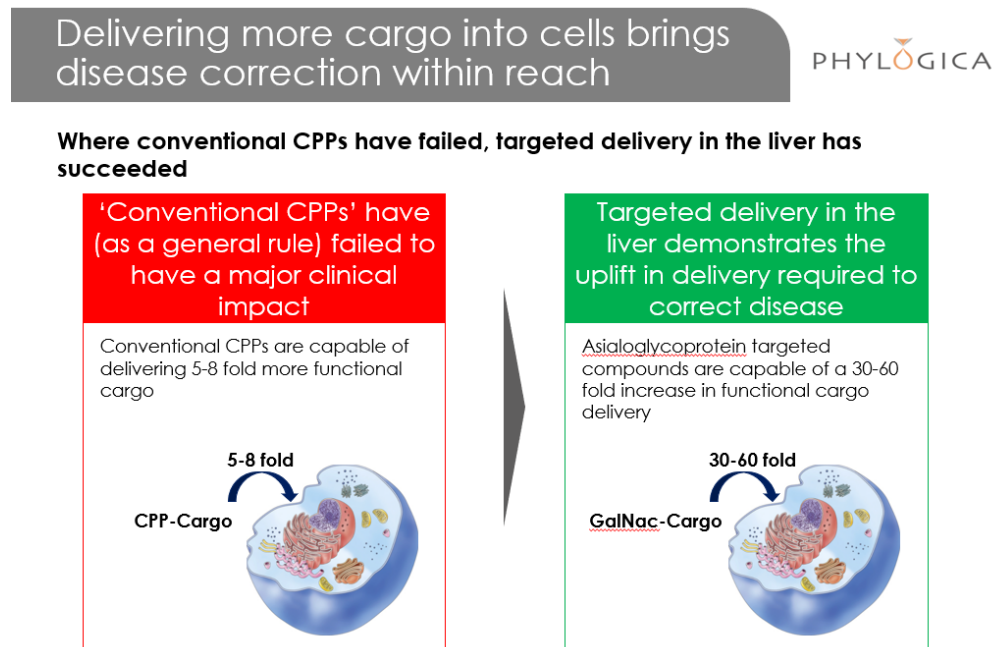 Delivering more cargo into cells brings
disease correction within reach
PHYLOGICA
Where conventional CPPs have failed, targeted delivery in the liver has
succeeded
‘Conventional CPPs’ have
(as a general rule) failed to
have a major clinical
impact
Conventional CPPs are capable of
delivering 5-8 fold more functional
cargo
5-8 fold
CPP-Cargo
Targeted delivery in the
liver demonstrates the
uplift in delivery required to
correct disease
Asialoglycoprotein targeted
compounds are capable of a 30-60
fold increase in functional cargo
delivery
30-60 fold
GalNac-Cargo